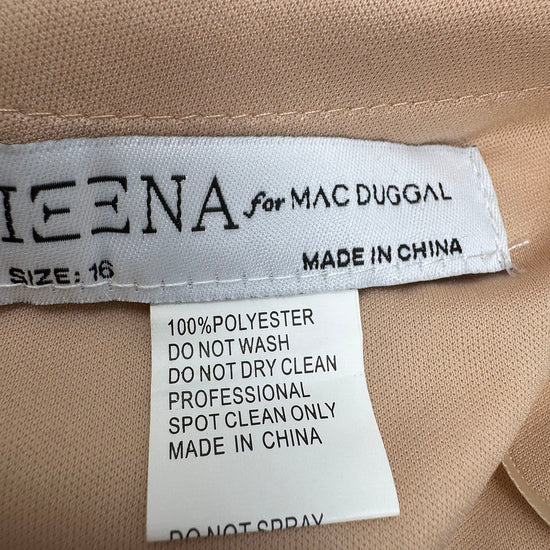 IEENA for MAC DUGGAL
SIZE: 16
MADE IN CHINA
100%POLYESTER
DO NOT WASH
DO NOT DRY CLEAN
PROFESSIONAL
SPOT CLEAN ONLY
MADE IN CHINA
DO NOT SPRAY